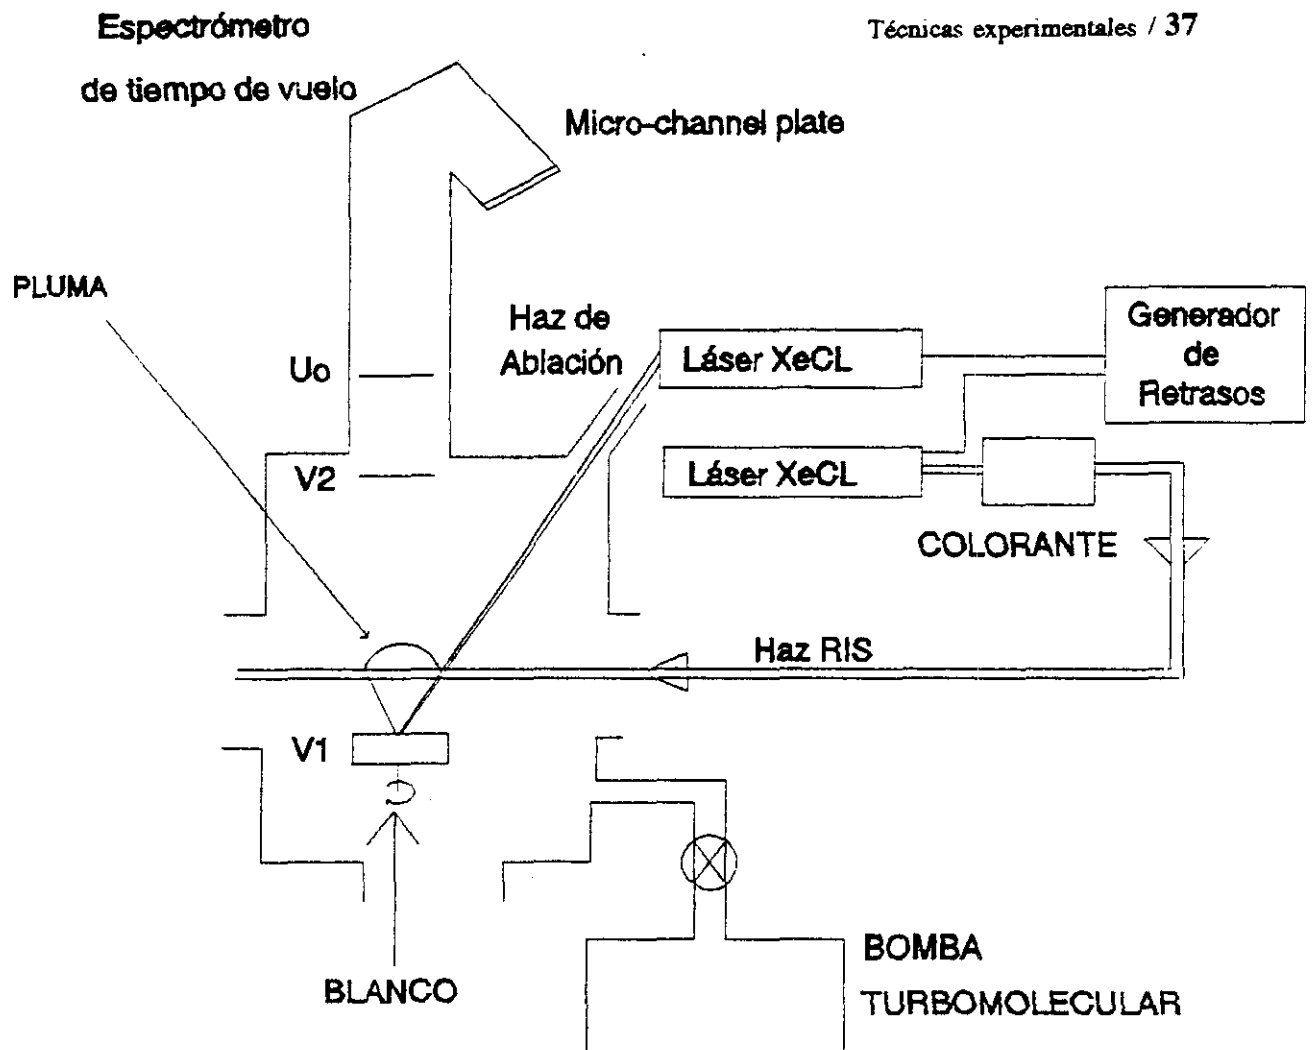 Técnicas experimentales / 37
Espectrómetro
de tiempo de vuelo
Micro-channel plate
PLUMA
Haz de
Ablación
Láser XeCL
Generador
de
Retrasos
Uo
V2
Láser XeCL
COLORANTE
Haz RIS
V1
BLANCO
BOMBA
TURBOMOLECULAR